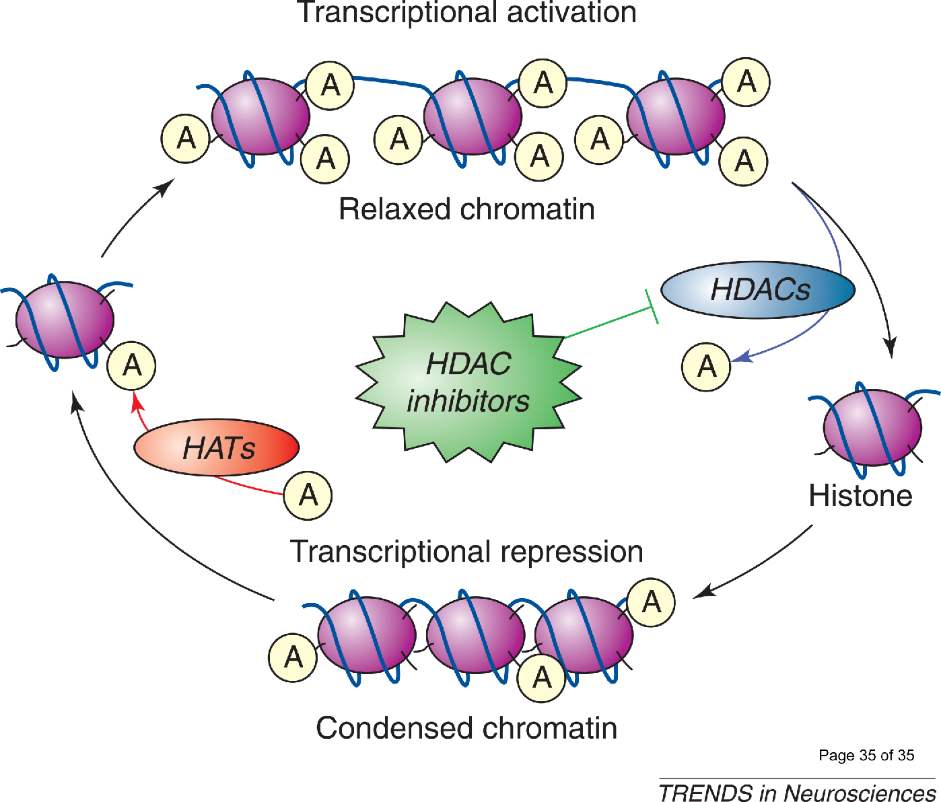 Transcriptional activation
A
A
A
A
A
A
A
A
A
Relaxed chromatin
HDACs
HDAC
inhibitors
A
A
HATs
A
Histone
Transcriptional repression
A
A
A
Condensed chromatin
Page 35 of 35
TRENDS in Neurosciences